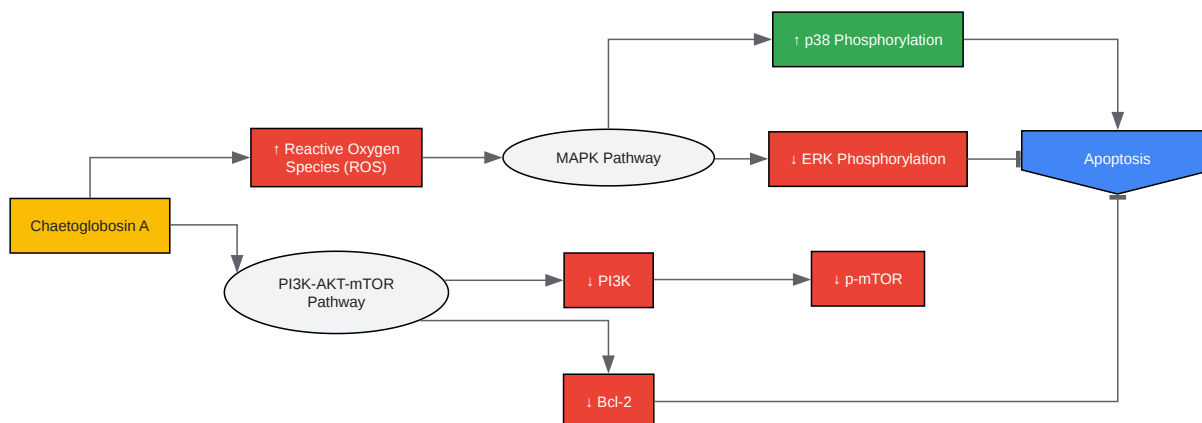 ↑ p38 Phosphorylation
↑ Reactive Oxygen
Species (ROS)
MAPK Pathway
↓ ERK Phosphorylation
Apoptosis
Chaetoglobosin A
PI3K-AKT-mTOR
Pathway
↓ PI3K
↓ p-mTOR
↓ Bcl-2